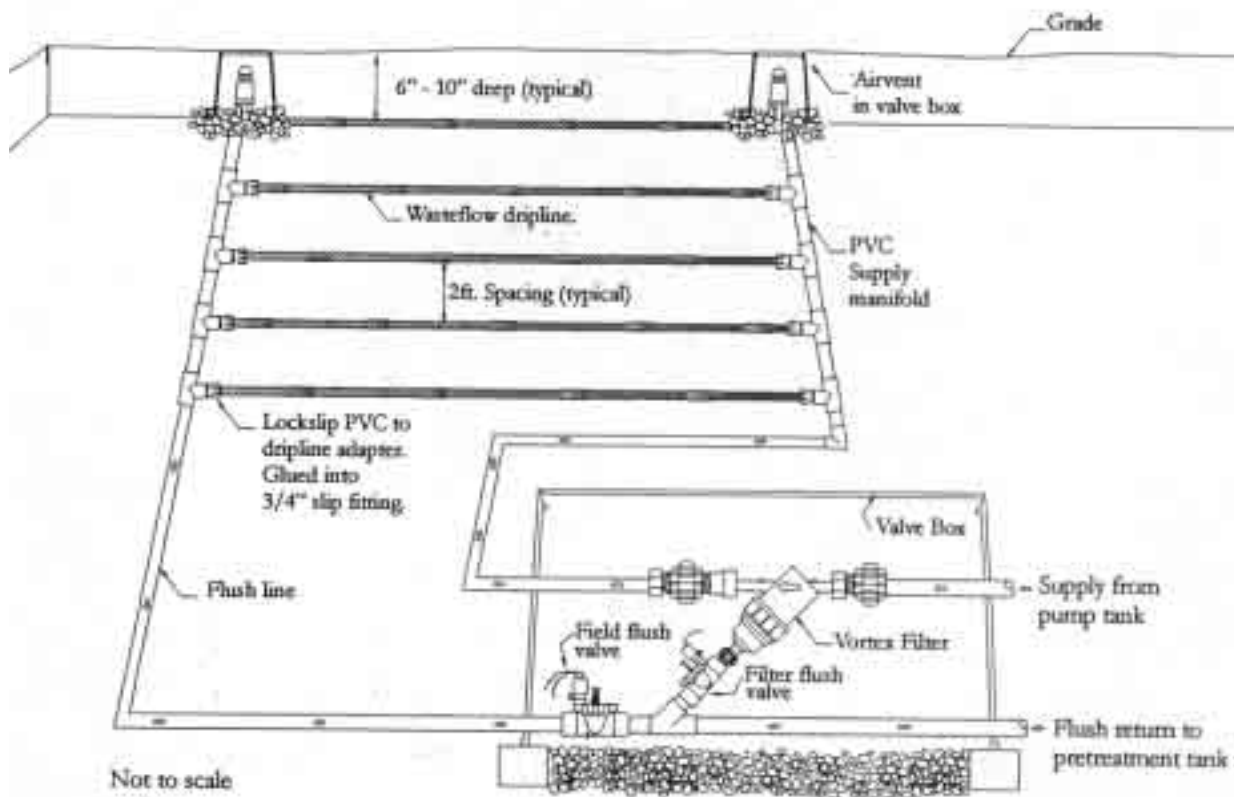 Grade
6" - 10" deep (typical)
Airvent
in valve box
Wasteflow dripline.
PVC
Supply
manifold
2ft. Spacing (typical)
Lockslip PVC to
dripline adapter.
Glued into
3/4" slip fitting.
Valve Box
Flush line
Supply from
pump tank
Field flush
valve
Vortex Filter
Filter flush
valve
Flush return to
pretreatment tank
Not to scale